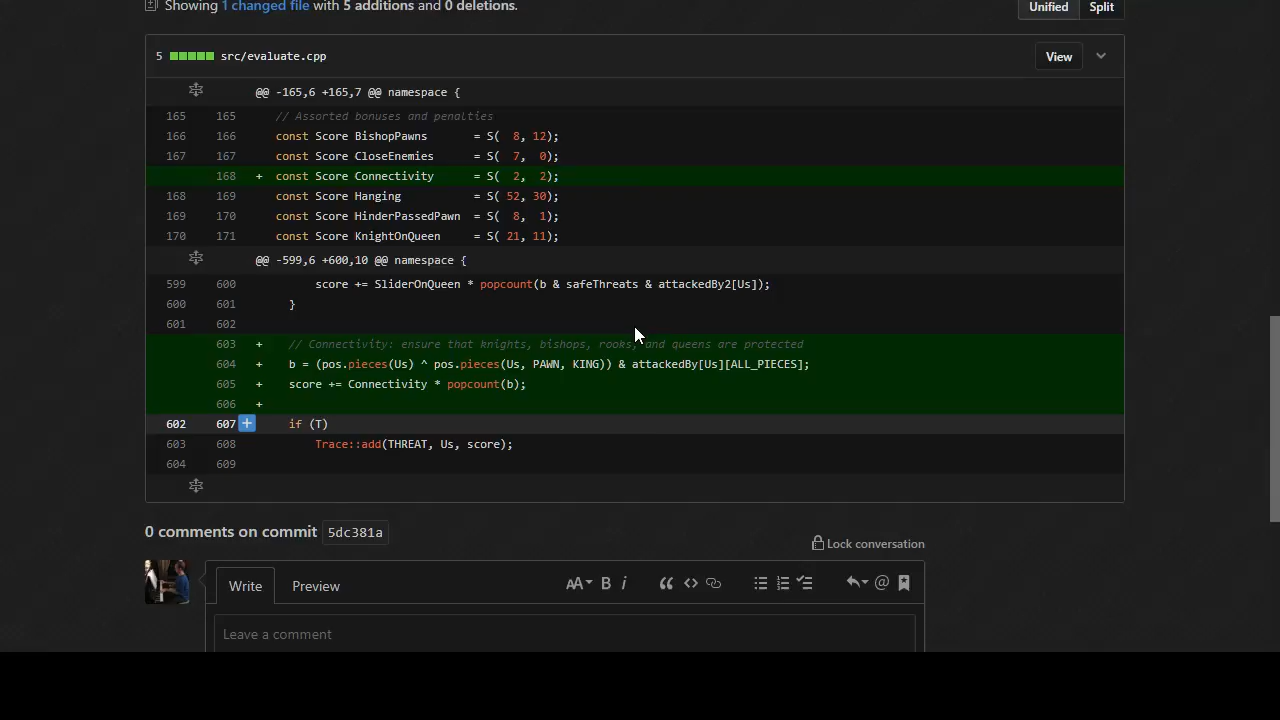 Showing 1 changed file with 5 additions and 0 deletions.
Unified Split
5 src/evaluate.cpp View
@@ -165,6 +165,7 @@ namespace {
165 165 // Assorted bonuses and penalties
166 166 const Score BishopPawns = S( 8, 12);
167 167 const Score CloseEnemies = S( 7, 0);
168 + const Score Connectivity = S( 2, 2);
168 169 const Score Hanging = S( 52, 30);
169 170 const Score HinderPassedPawn = S( 8, 1);
170 171 const Score KnightOnQueen = S( 21, 11);
@@ -599,6 +600,10 @@ namespace {
599 600 score += SliderOnQueen * popcount(b & safeThreats & attackedBy2[Us]);
600 601 }
601 602
603 + // Connectivity: ensure that knights, bishops, rooks, and queens are protected
604 + b = (pos.pieces(Us) ^ pos.pieces(Us, PAWN, KING)) & attackedBy[Us][ALL_PIECES];
605 + score += Connectivity * popcount(b);
606 +
602 607 + if (T)
603 608 Trace::add(THREAT, Us, score);
604 609
0 comments on commit 5dc381a
Lock conversation
Write Preview AA B i @
Leave a comment